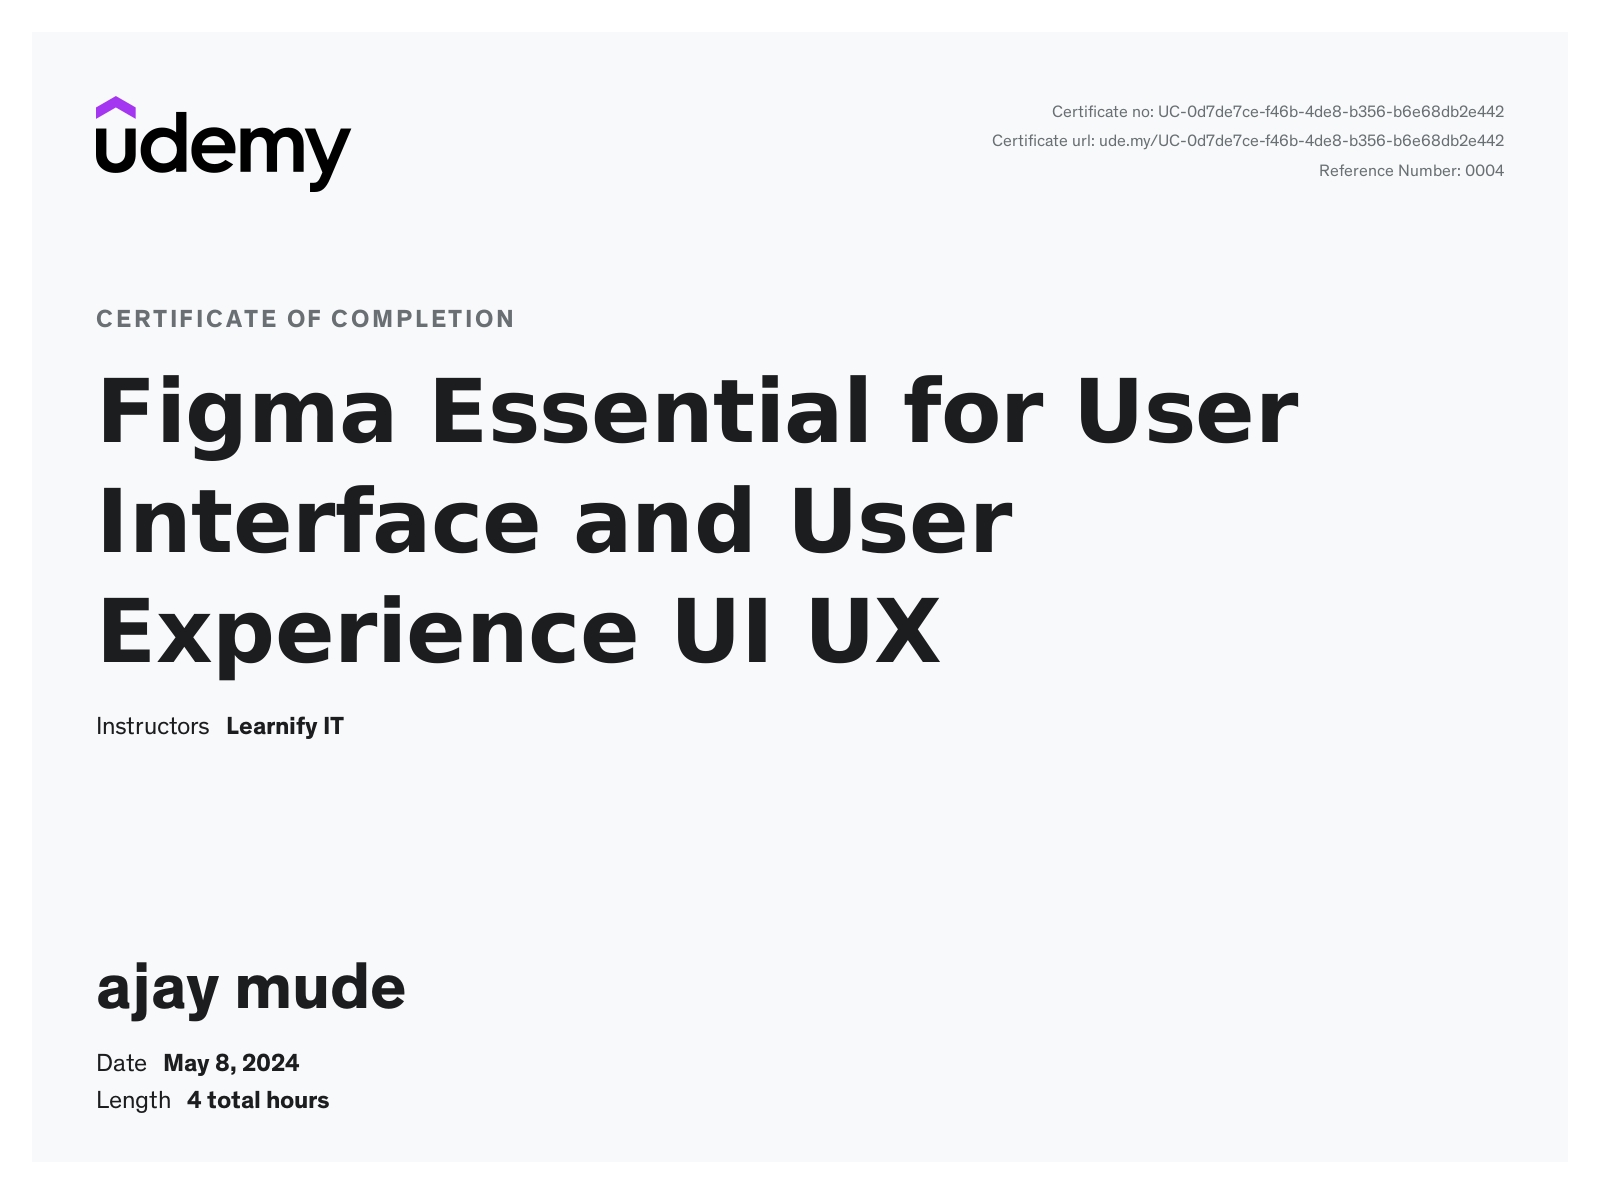 udemy
Certificate no: UC-0d7de7ce-f46b-4de8-b356-b6e68db2e442
Certificate url: ude.my/UC-0d7de7ce-f46b-4de8-b356-b6e68db2e442
Reference Number: 0004
CERTIFICATE OF COMPLETION
Figma Essential for User
Interface and User
Experience UI UX
Instructors Learnify IT
ajay mude
Date May 8, 2024
Length 4 total hours